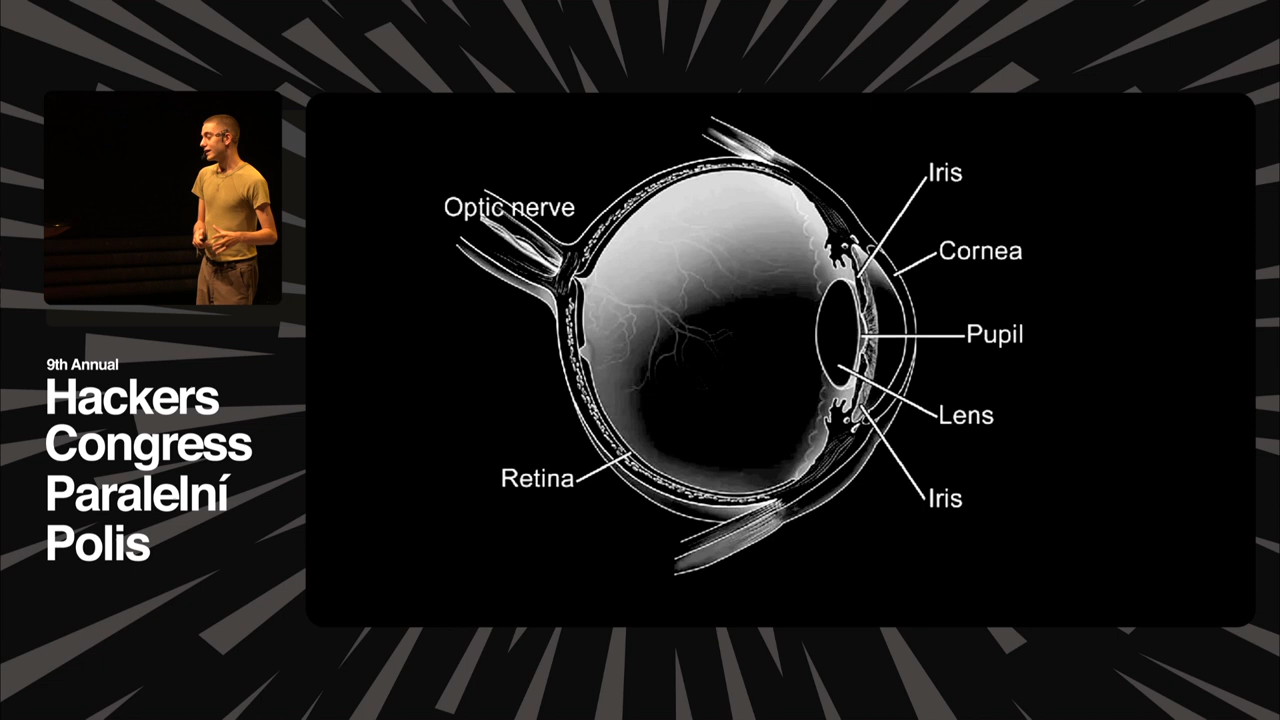 9th Annual
Hackers
Congress
Paralelní
Polis
Optic nerve
Iris
Cornea
Pupil
Lens
Retina
Iris